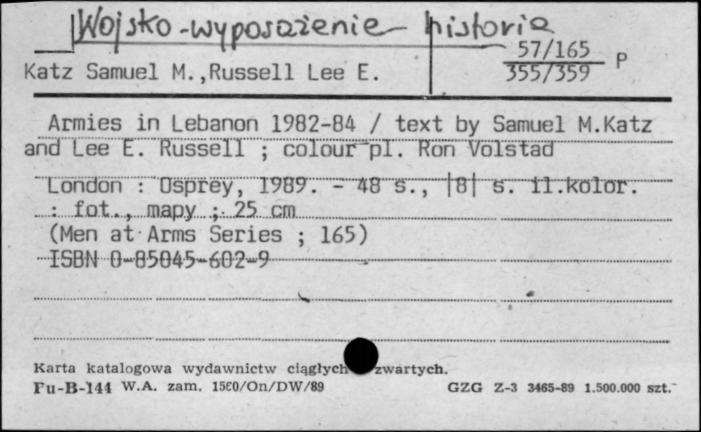 Wojsko-wyposażenie- historia
57/165 P
Katz Samuel M.,Russell Lee E.
355/359
Armies in Lebanon 1982-84 / text by Samuel M.Katz
and Lee E. Russell ; colour pl. Ron Volstad
London : Osprey, 1989. - 48 s., |8| s. il.kolor.
: fot., mapy ; 25 cm
(Men at Arms Series ; 165)
ISBN 0-85045-602-9
Karta katalogowa wydawnictw ciągłych zwartych.
Pu-B-144 W.A. zam. 1580/On/DW/89 GZG Z-3 3465-89 1.500.000 szt.